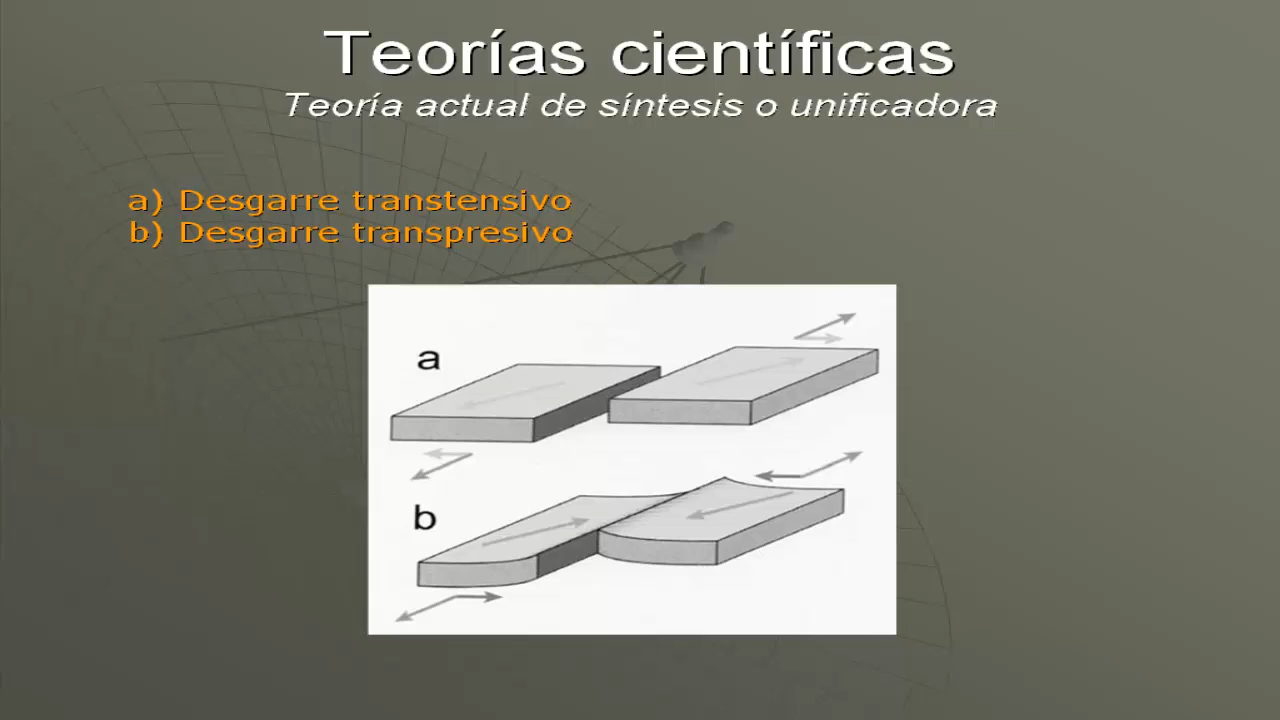 Teorías científicas
Teoría actual de síntesis o unificadora
a) Desgarre transtensivo
b) Desgarre transpresivo
a
b